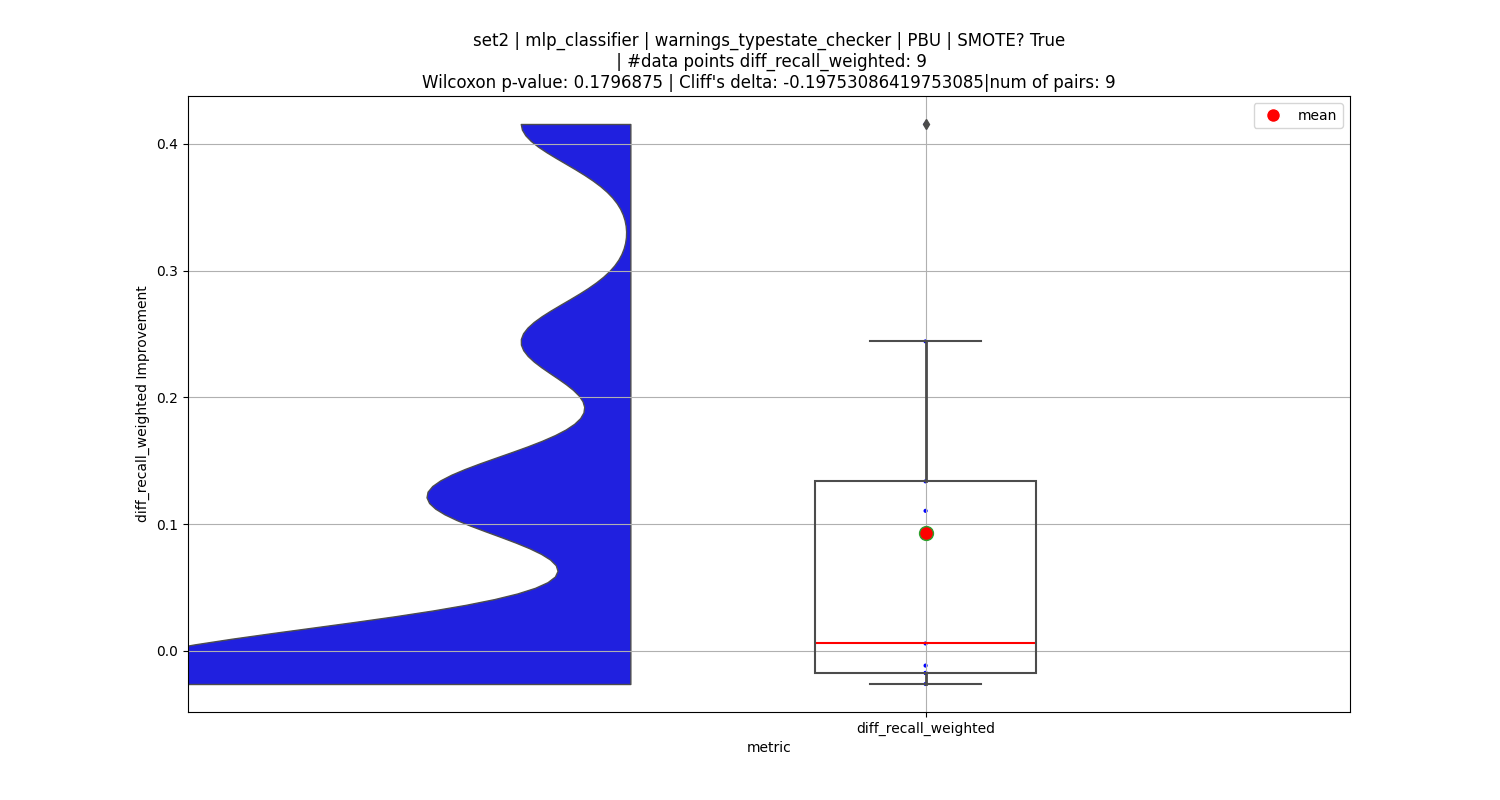 set2 | mlp_classifier | warnings_typestate_checker | PBU | SMOTE? True
| #data points diff_recall_weighted: 9
Wilcoxon p-value: 0.1796875 | Cliff's delta: -0.19753086419753085|num of pairs: 9
mean
0.4
0.3
0.2
0.1
0.0
diff_recall_weighted Improvement
diff_recall_weighted
metric